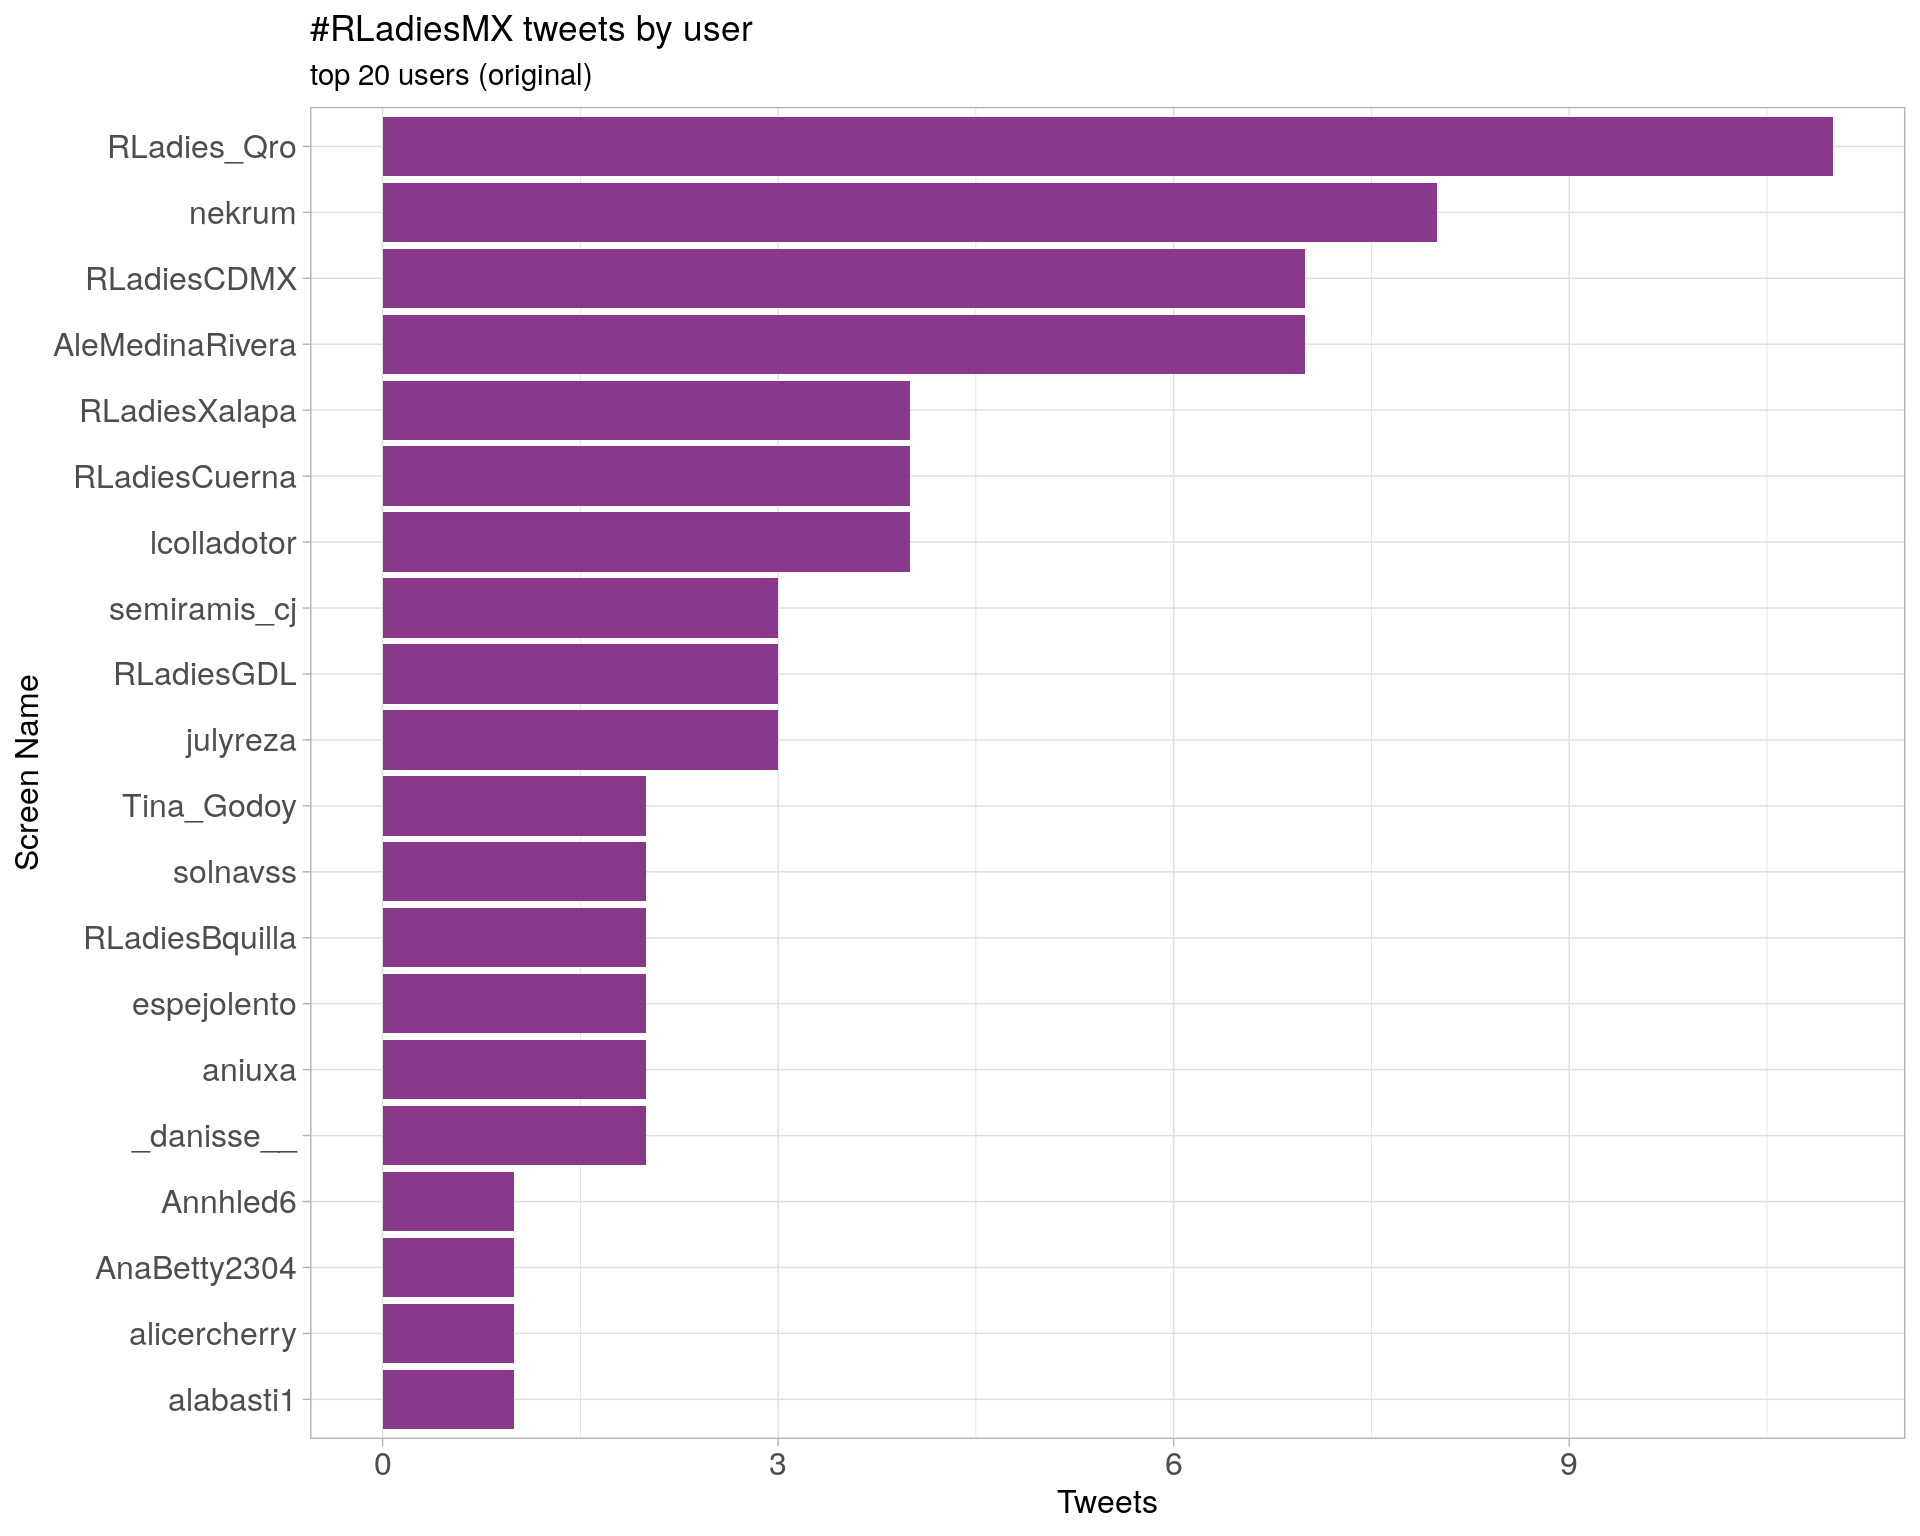 #RLadiesMX tweets by user
top 20 users (original)
RLadies_Qro
nekrum
RLadiesCDMX
AleMedinaRivera
RLadiesXalapa
RLadiesCuerna
lcolladotor
semiramis_cj
RLadiesGDL
julyreza
Tina_Godoy
solnavss
RLadiesBquilla
espejolento
aniuxa
_danisse__
Annhled6
AnaBetty2304
alicercherry
alabasti1
Screen Name
0 3 6 9
Tweets